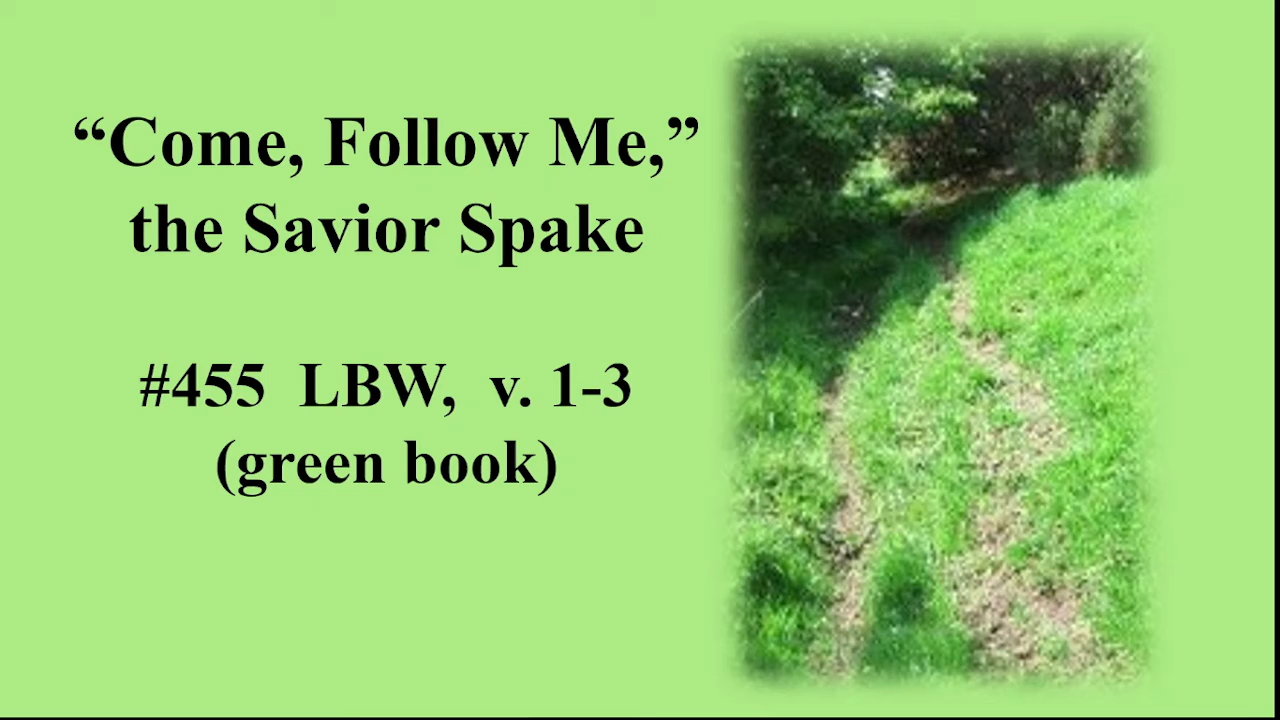 “Come, Follow Me,”
the Savior Spake
#455 LBW, v. 1-3
(green book)